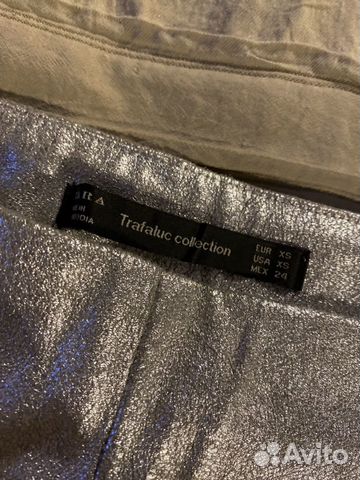 Trafaluc collection
EUR XS
USA XS
MEX 24
Avito